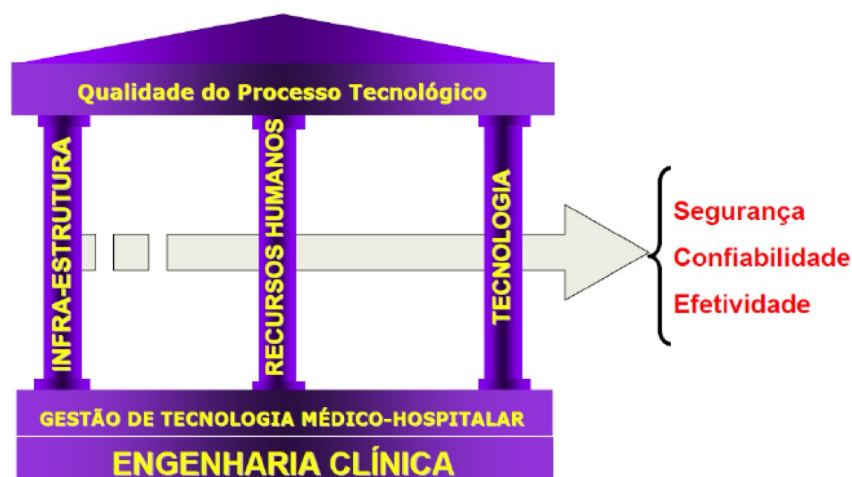 Qualidade do Processo Tecnológico
INFRA-ESTRUTURA
RECURSOS HUMANOS
TECNOLOGIA
Segurança
Confiabilidade
Efetividade
GESTÃO DE TECNOLOGIA MÉDICO-HOSPITALAR
ENGENHARIA CLÍNICA